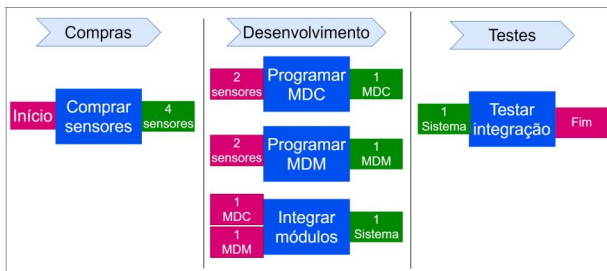 Compras
Início
Comprar
sensores
4
sensores
Desenvolvimento
2
sensores
Programar
MDC
1
MDC
2
sensores
Programar
MDM
1
MDM
1
MDC
1
MDM
Integrar
módulos
1
Sistema
Testes
1
Sistema
Testar
integração
Fim